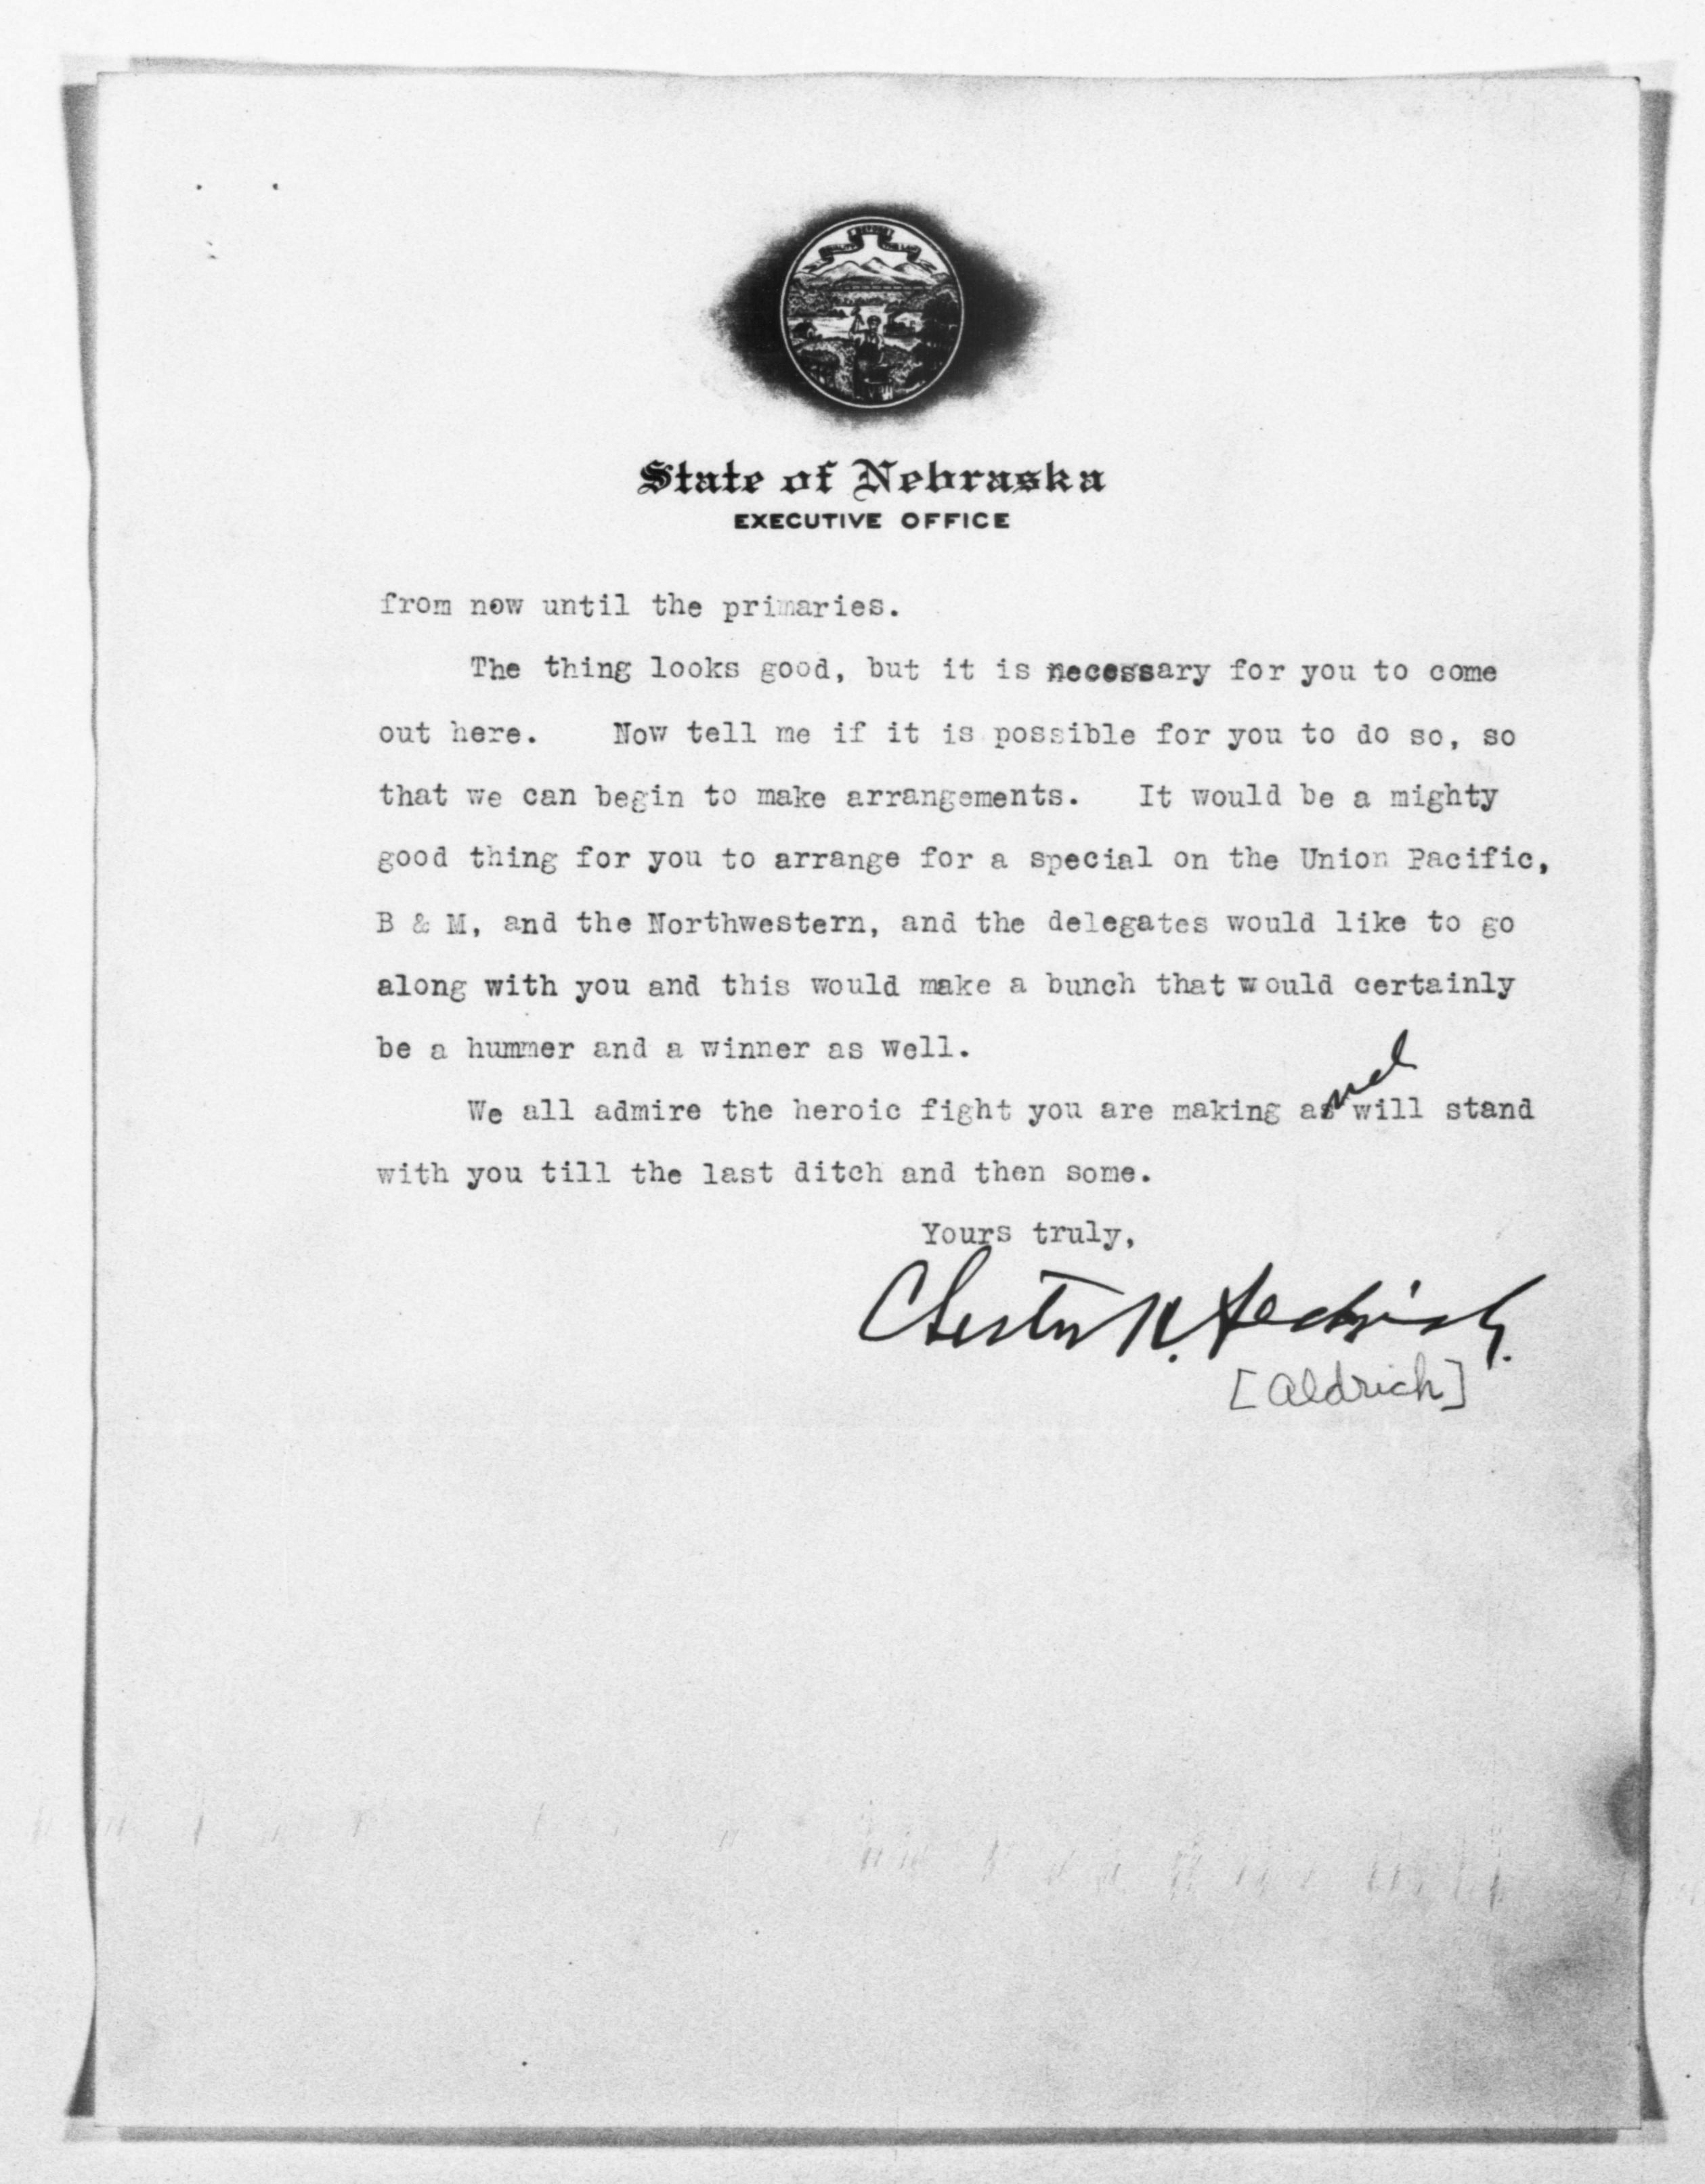 State of Nebraska
EXECUTIVE OFFICE
from now until the primaries.
The thing looks good, but it is necessary for you to come
out here. Now tell me if it is possible for you to do so, so
that we can begin to make arrangements. It would be a mighty
good thing for you to arrange for a special on the Union Pacific,
B & M, and the Northwestern, and the delegates would like to go
along with you and this would make a bunch that would certainly
be a hummer and a winner as well.
We all admire the heroic fight you are making and will stand
with you till the last ditch and then some.
Yours truly,
Chester H. Aldrich.
[Aldrich]